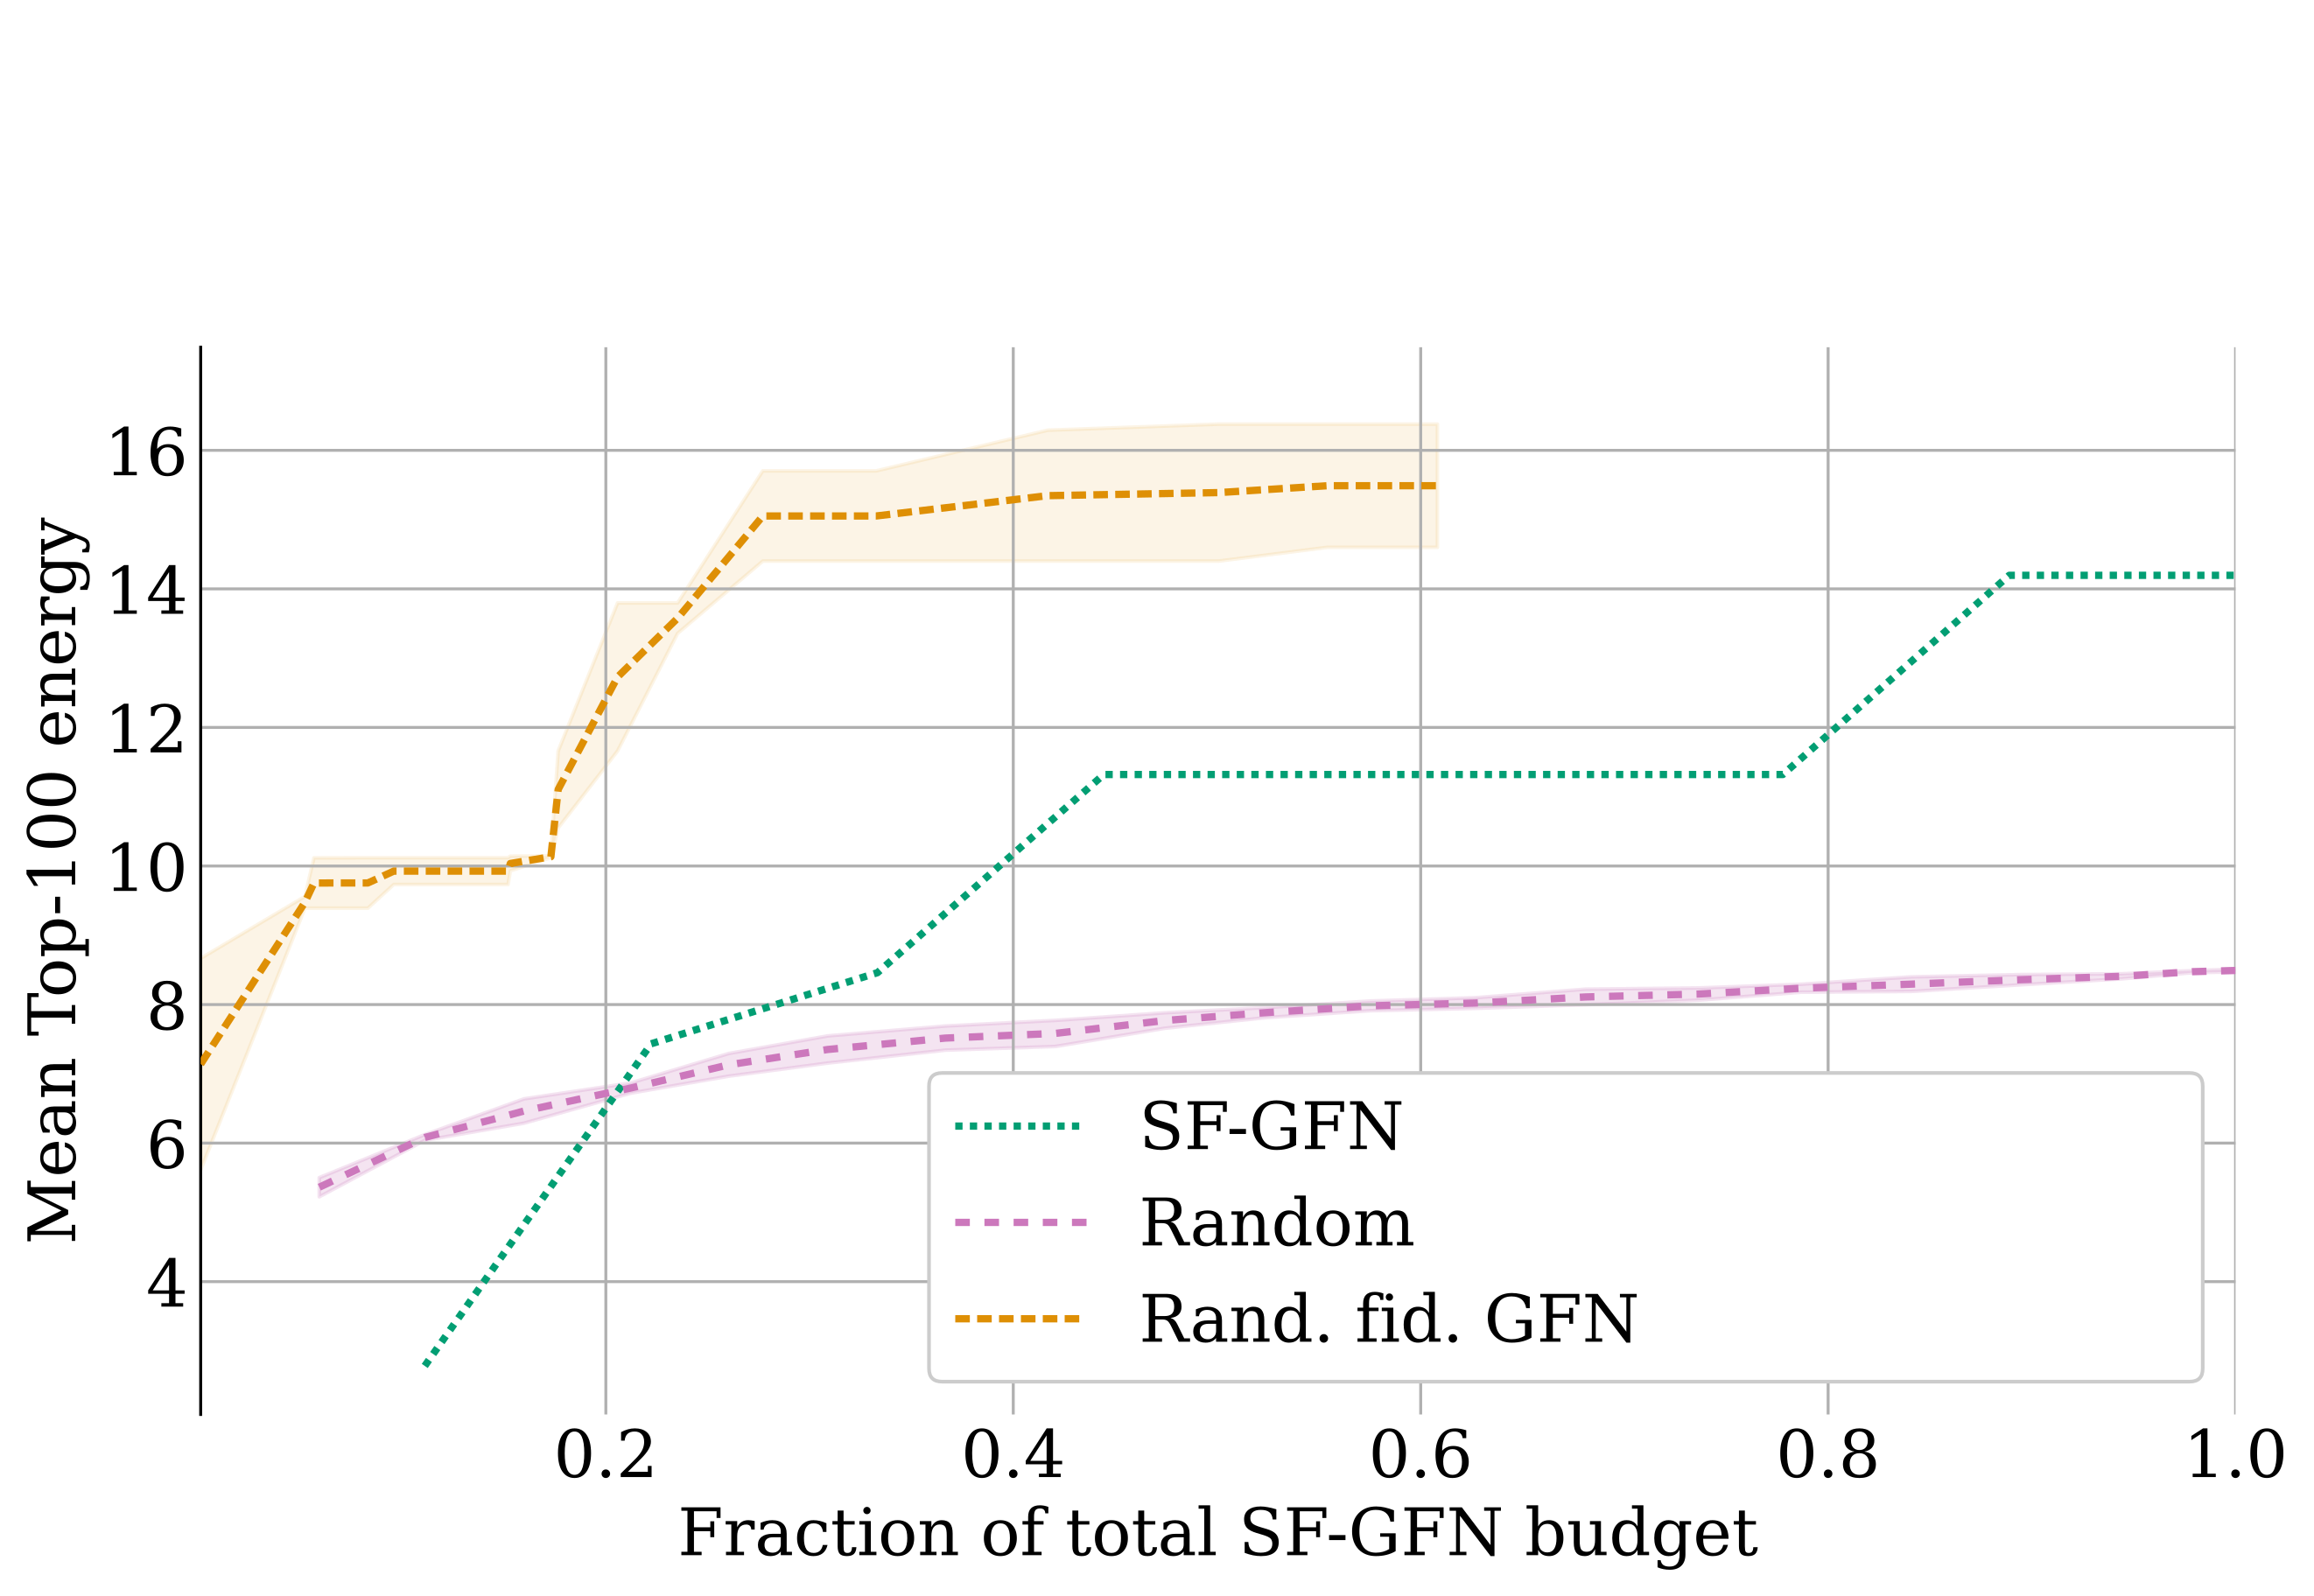 Mean Top-100 energy
16
14
12
10
8
6
4
SF-GFN
Random
Rand. fid. GFN
0.2 0.4 0.6 0.8 1.0
Fraction of total SF-GFN budget